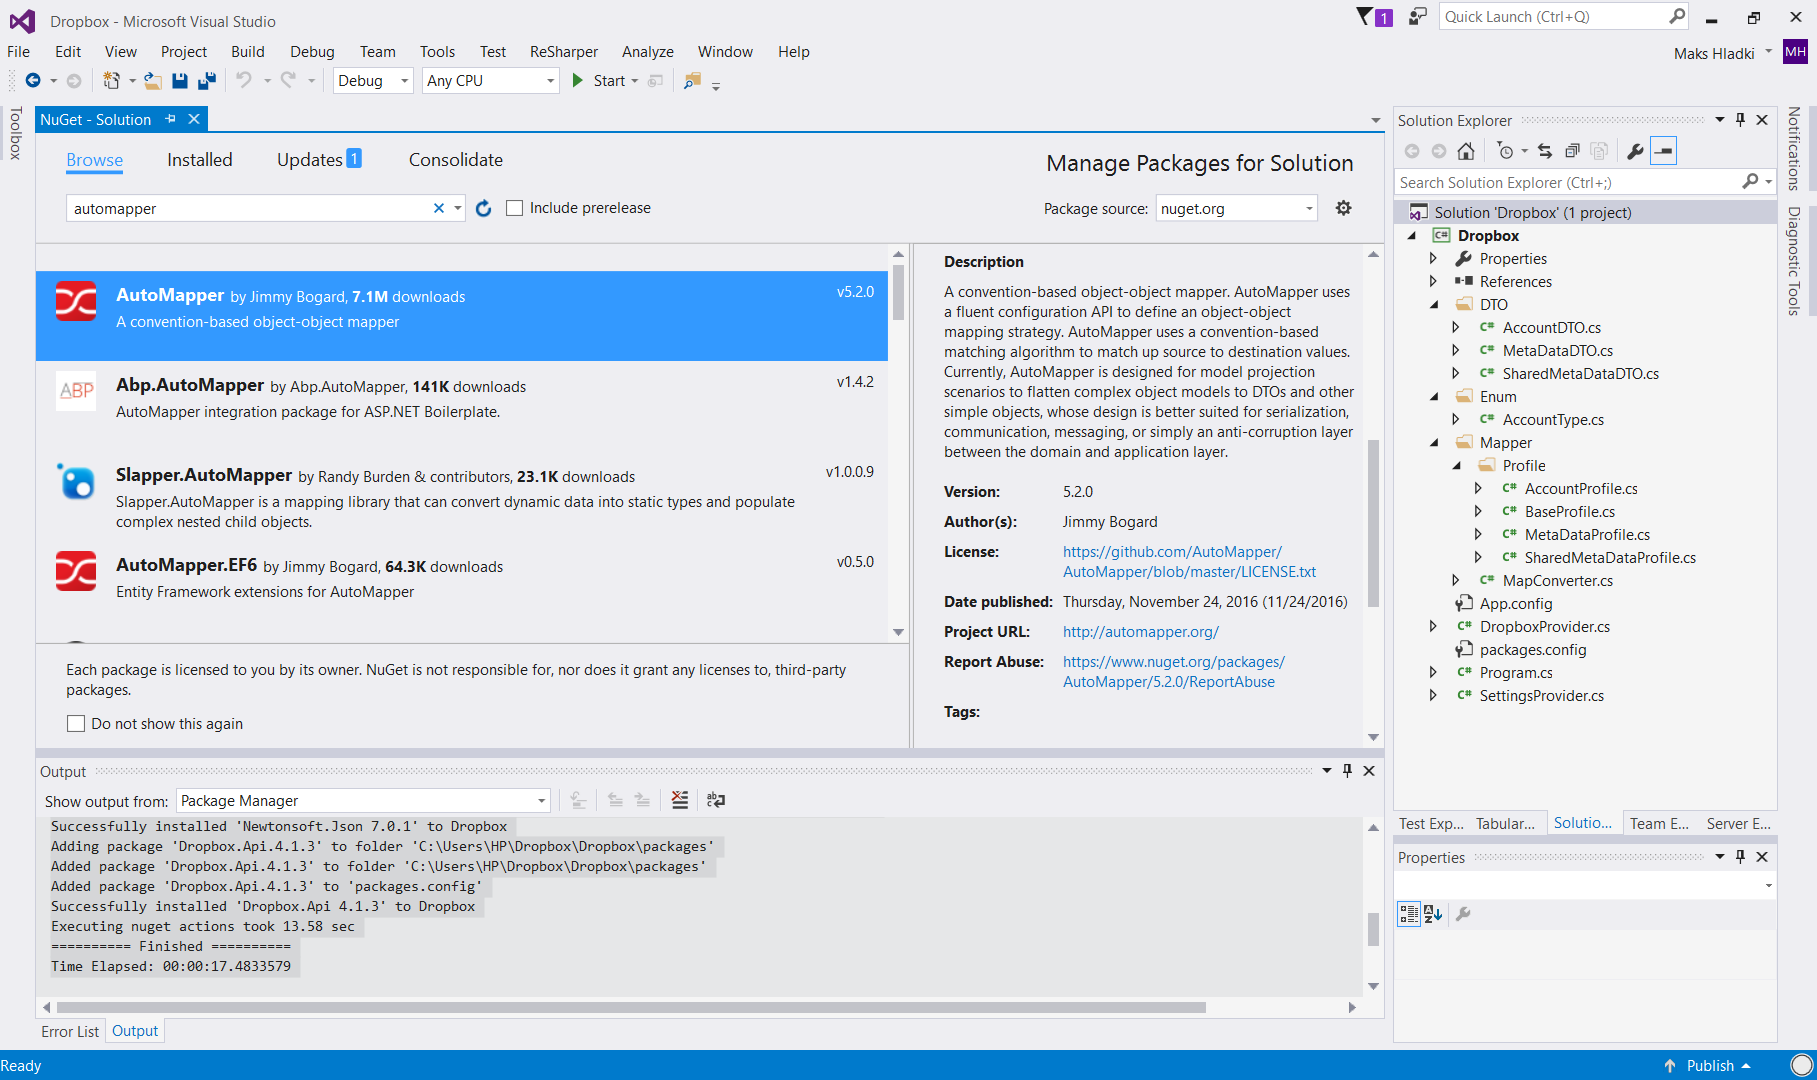 Dropbox - Microsoft Visual Studio
1
Quick Launch (Ctrl+Q)
File Edit View Project Build Debug Team Tools Test ReSharper Analyze Window Help
Maks Hladki
MH
Debug
Any CPU
Start
Toolbox
NuGet - Solution
Browse
Installed
Updates 1
Consolidate
Manage Packages for Solution
automapper
Include prerelease
Package source: nuget.org
AutoMapper by Jimmy Bogard, 7.1M downloads
v5.2.0
A convention-based object-object mapper
ABP
Abp.AutoMapper by Abp.AutoMapper, 141K downloads
v1.4.2
AutoMapper integration package for ASP.NET Boilerplate.
Slapper.AutoMapper by Randy Burden & contributors, 23.1K downloads
v1.0.0.9
Slapper.AutoMapper is a mapping library that can convert dynamic data into static types and populate
complex nested child objects.
AutoMapper.EF6 by Jimmy Bogard, 64.3K downloads
v0.5.0
Entity Framework extensions for AutoMapper
Each package is licensed to you by its owner. NuGet is not responsible for, nor does it grant any licenses to, third-party
packages.
Do not show this again
Description
A convention-based object-object mapper. AutoMapper uses
a fluent configuration API to define an object-object
mapping strategy. AutoMapper uses a convention-based
matching algorithm to match up source to destination values.
Currently, AutoMapper is designed for model projection
scenarios to flatten complex object models to DTOs and other
simple objects, whose design is better suited for serialization,
communication, messaging, or simply an anti-corruption layer
between the domain and application layer.
Version: 5.2.0
Author(s): Jimmy Bogard
License: https://github.com/AutoMapper/
AutoMapper/blob/master/LICENSE.txt
Date published: Thursday, November 24, 2016 (11/24/2016)
Project URL: http://automapper.org/
Report Abuse: https://www.nuget.org/packages/
AutoMapper/5.2.0/ReportAbuse
Tags:
Output
Show output from: Package Manager
Successfully installed 'Newtonsoft.Json 7.0.1' to Dropbox
Adding package 'Dropbox.Api.4.1.3' to folder 'C:\Users\HP\Dropbox\Dropbox\packages'
Added package 'Dropbox.Api.4.1.3' to folder 'C:\Users\HP\Dropbox\Dropbox\packages'
Added package 'Dropbox.Api.4.1.3' to 'packages.config'
Successfully installed 'Dropbox.Api 4.1.3' to Dropbox
Executing nuget actions took 13.58 sec
========== Finished ==========
Time Elapsed: 00:00:17.4833579
Error List
Output
Solution Explorer
Search Solution Explorer (Ctrl+;)
Solution 'Dropbox' (1 project)
C# Dropbox
Properties
References
DTO
C# AccountDTO.cs
C# MetaDataDTO.cs
C# SharedMetaDataDTO.cs
Enum
C# AccountType.cs
Mapper
Profile
C# AccountProfile.cs
C# BaseProfile.cs
C# MetaDataProfile.cs
C# SharedMetaDataProfile.cs
C# MapConverter.cs
App.config
C# DropboxProvider.cs
packages.config
C# Program.cs
C# SettingsProvider.cs
Test Exp... Tabular... Solutio... Team E... Server E...
Properties
Notifications
Diagnostic Tools
Ready
Publish